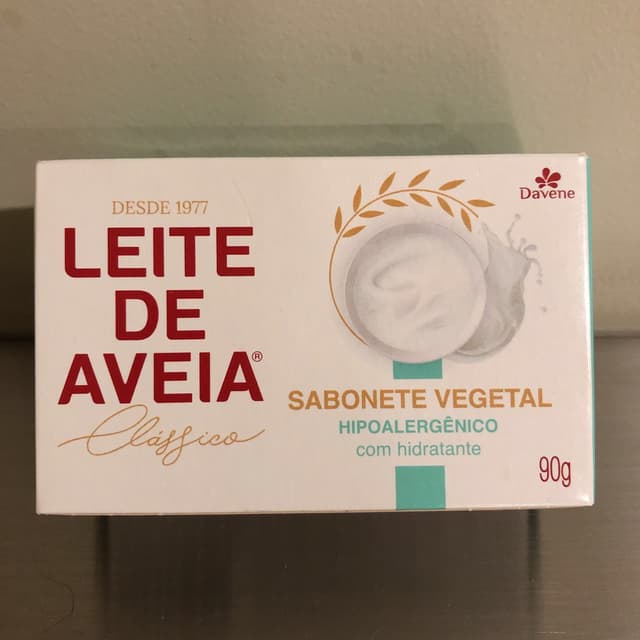 DESDE 1977
LEITE
DE
AVEIA®
Clássico
Davene
SABONETE VEGETAL
HIPOALERGÊNICO
com hidratante
90g